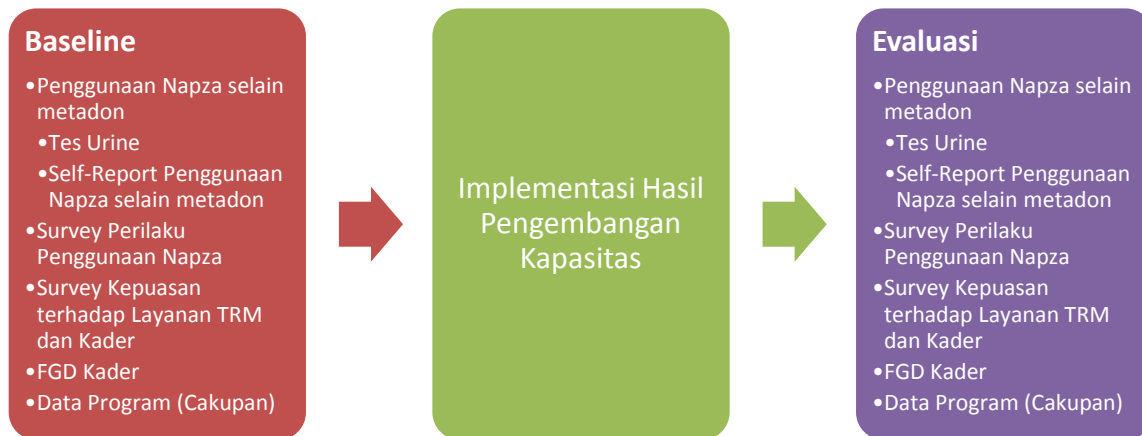 Baseline
•Penggunaan Napza selain
metadon
•Tes Urine
•Self-Report Penggunaan
Napza selain metadon
•Survey Perilaku
Penggunaan Napza
•Survey Kepuasan
terhadap Layanan TRM
dan Kader
•FGD Kader
•Data Program (Cakupan)
Implementasi Hasil
Pengembangan
Kapasitas
Evaluasi
•Penggunaan Napza selain
metadon
•Tes Urine
•Self-Report Penggunaan
Napza selain metadon
•Survey Perilaku
Penggunaan Napza
•Survey Kepuasan
terhadap Layanan TRM
dan Kader
•FGD Kader
•Data Program (Cakupan)